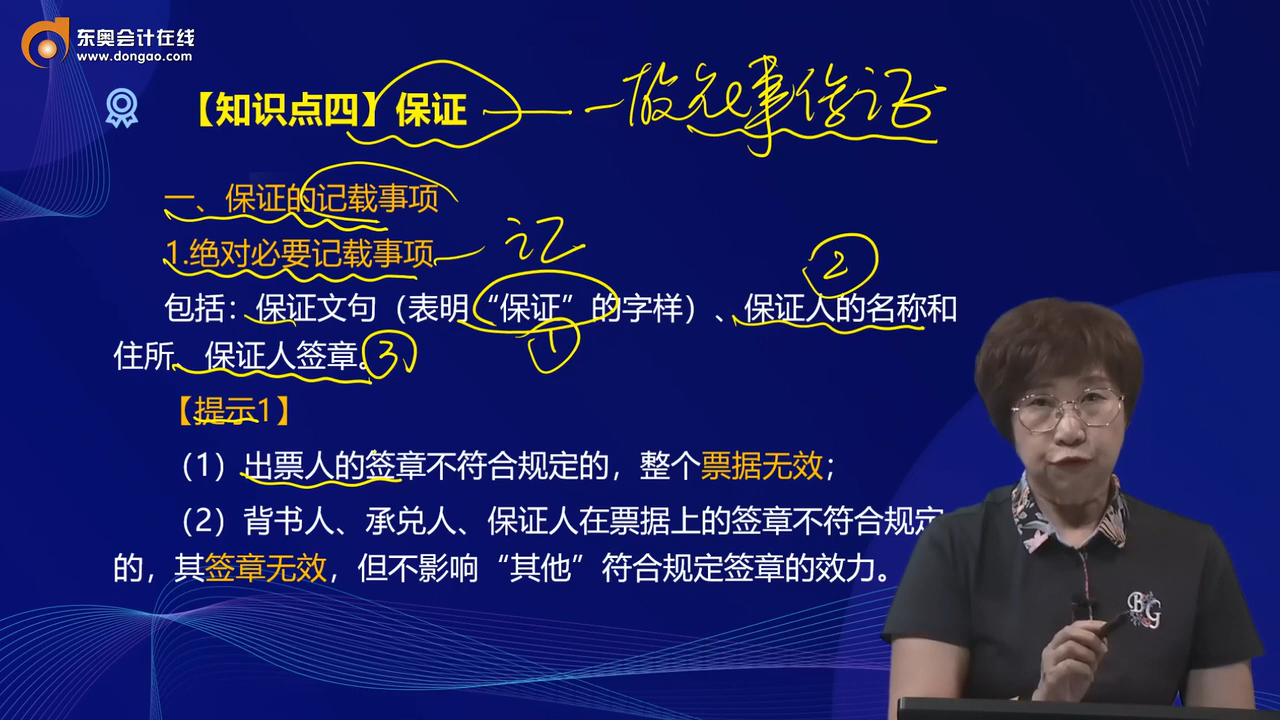 东奥会计在线
www.dongao.com
【知识点四】保证
一、保证的记载事项
1.绝对必要记载事项
记
②
包括：保证文句（表明“保证”的字样）、保证人的名称和
①
住所、保证人签章。
③
【提示1】
（1）出票人的签章不符合规定的，整个票据无效；
（2）背书人、承兑人、保证人在票据上的签章不符合规定
的，其签章无效，但不影响“其他”符合规定签章的效力。
BG